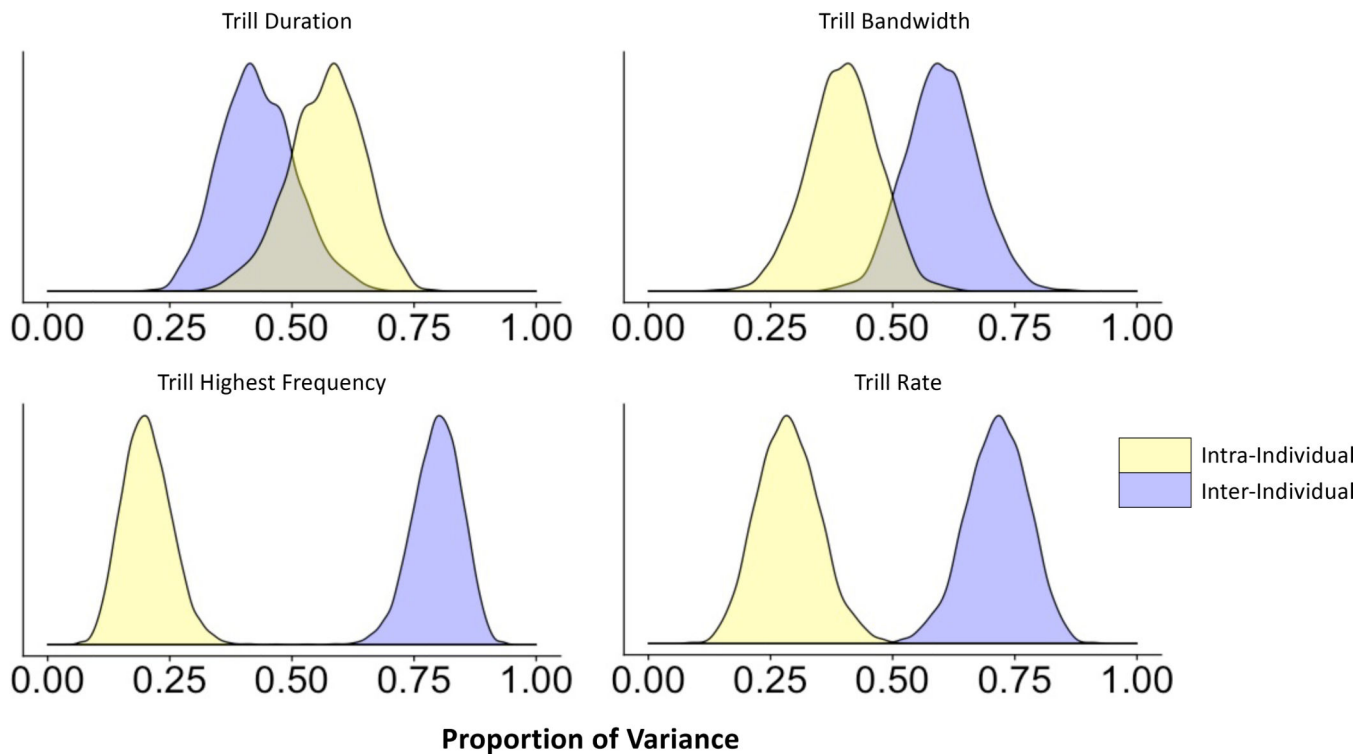 Trill Duration
Trill Bandwidth
0.00 0.25 0.50 0.75 1.00
0.00 0.25 0.50 0.75 1.00
Trill Highest Frequency
Trill Rate
Intra-Individual
Inter-Individual
0.00 0.25 0.50 0.75 1.00
0.00 0.25 0.50 0.75 1.00
Proportion of Variance